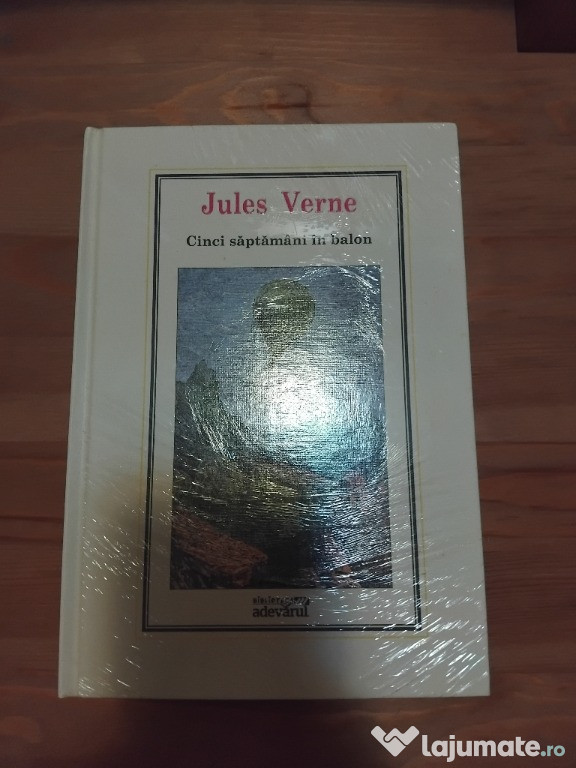 Jules Verne
Cinci săptămâni în balon
adevărul
lajumate.ro